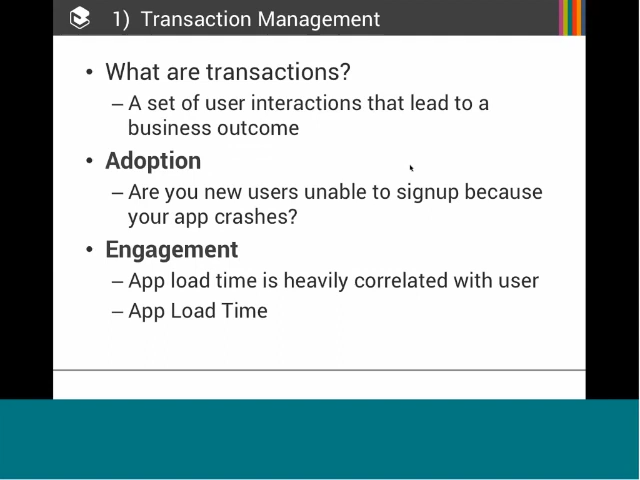 1) Transaction Management
• What are transactions?
– A set of user interactions that lead to a
business outcome
• Adoption
– Are you new users unable to signup because
your app crashes?
• Engagement
– App load time is heavily correlated with user
– App Load Time